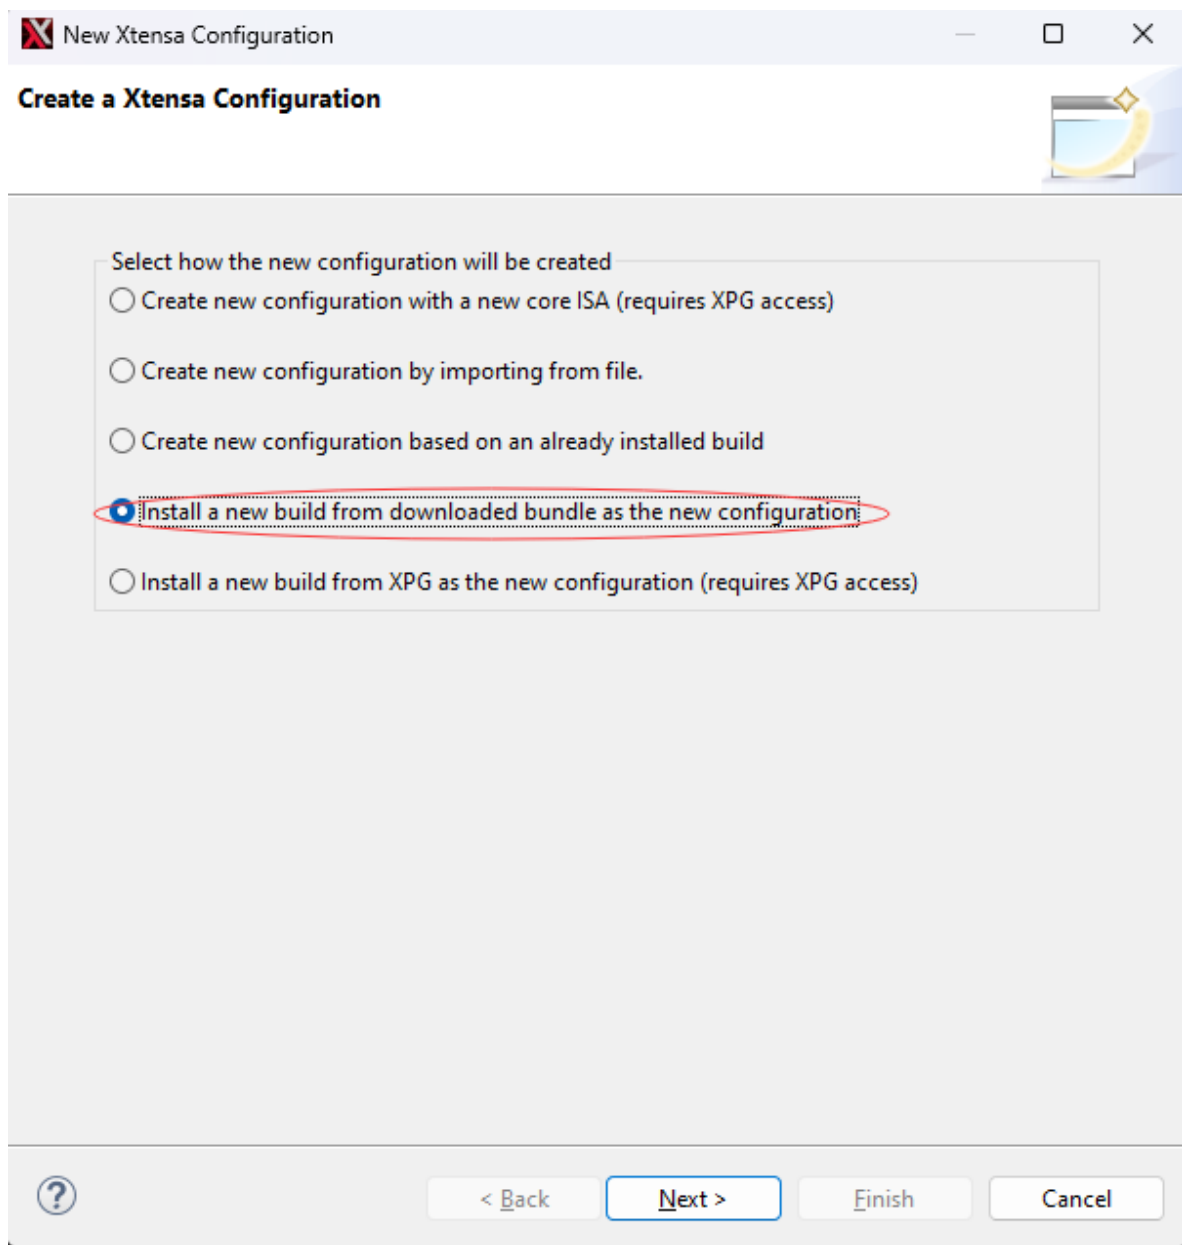 New Xtensa Configuration
Create a Xtensa Configuration
Select how the new configuration will be created
Create new configuration with a new core ISA (requires XPG access)
Create new configuration by importing from file.
Create new configuration based on an already installed build
Install a new build from downloaded bundle as the new configuration
Install a new build from XPG as the new configuration (requires XPG access)
? < Back Next > Finish Cancel